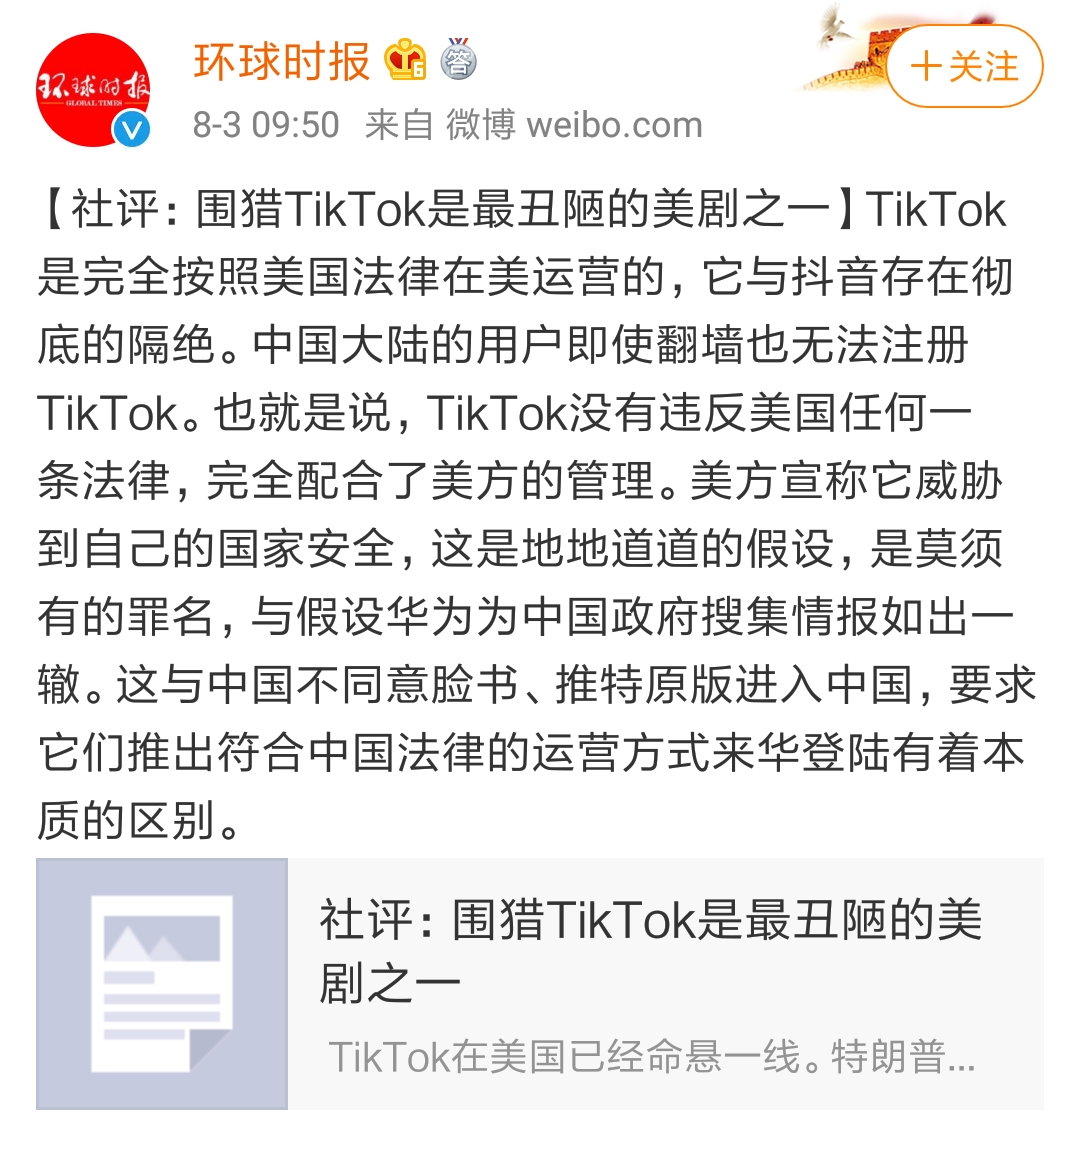 环球时报
GLOBAL TIMES
环球时报 6 答
+关注
8-3 09:50 来自 微博 weibo.com
【社评：围猎TikTok是最丑陋的美剧之一】TikTok
是完全按照美国法律在美运营的，它与抖音存在彻
底的隔绝。中国大陆的用户即使翻墙也无法注册
TikTok。也就是说，TikTok没有违反美国任何一
条法律，完全配合了美方的管理。美方宣称它威胁
到自己的国家安全，这是地地道道的假设，是莫须
有的罪名，与假设华为为中国政府搜集情报如出一
辙。这与中国不同意脸书、推特原版进入中国，要求
它们推出符合中国法律的运营方式来华登陆有着本
质的区别。
社评：围猎TikTok是最丑陋的美
剧之一
TikTok在美国已经命悬一线。特朗普...